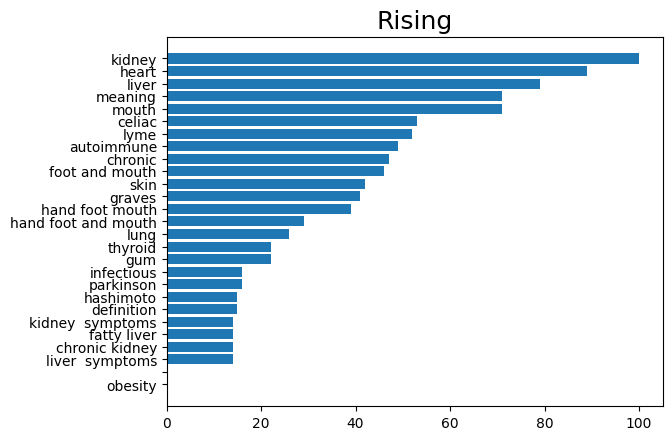 Rising
kidney
heart
liver
meaning
mouth
celiac
lyme
autoimmune
chronic
foot and mouth
skin
graves
hand foot mouth
hand foot and mouth
lung
thyroid
gum
infectious
parkinson
hashimoto
definition
kidney  symptoms
fatty liver
chronic kidney
liver  symptoms
obesity
0 20 40 60 80 100